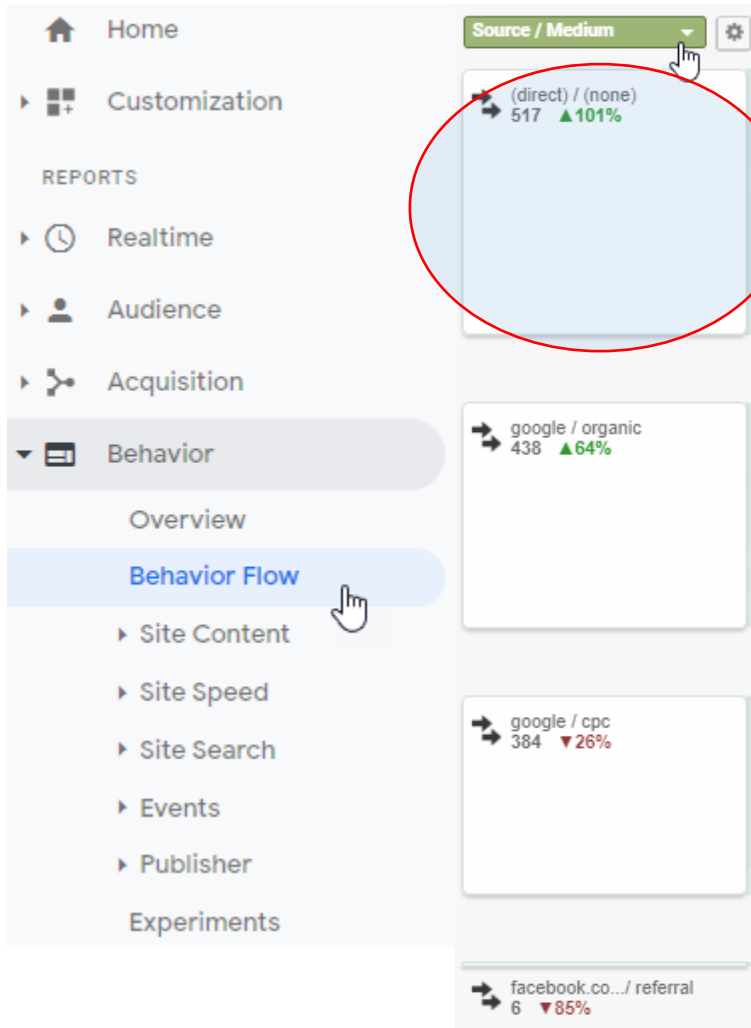 Home
Customization
REPORTS
Realtime
Audience
Acquisition
Behavior
Overview
Behavior Flow
Site Content
Site Speed
Site Search
Events
Publisher
Experiments
Source / Medium
(direct) / (none)
517 ▲101%
google / organic
438 ▲64%
google / cpc
384 ▼26%
facebook.co.../ referral
6 ▼85%